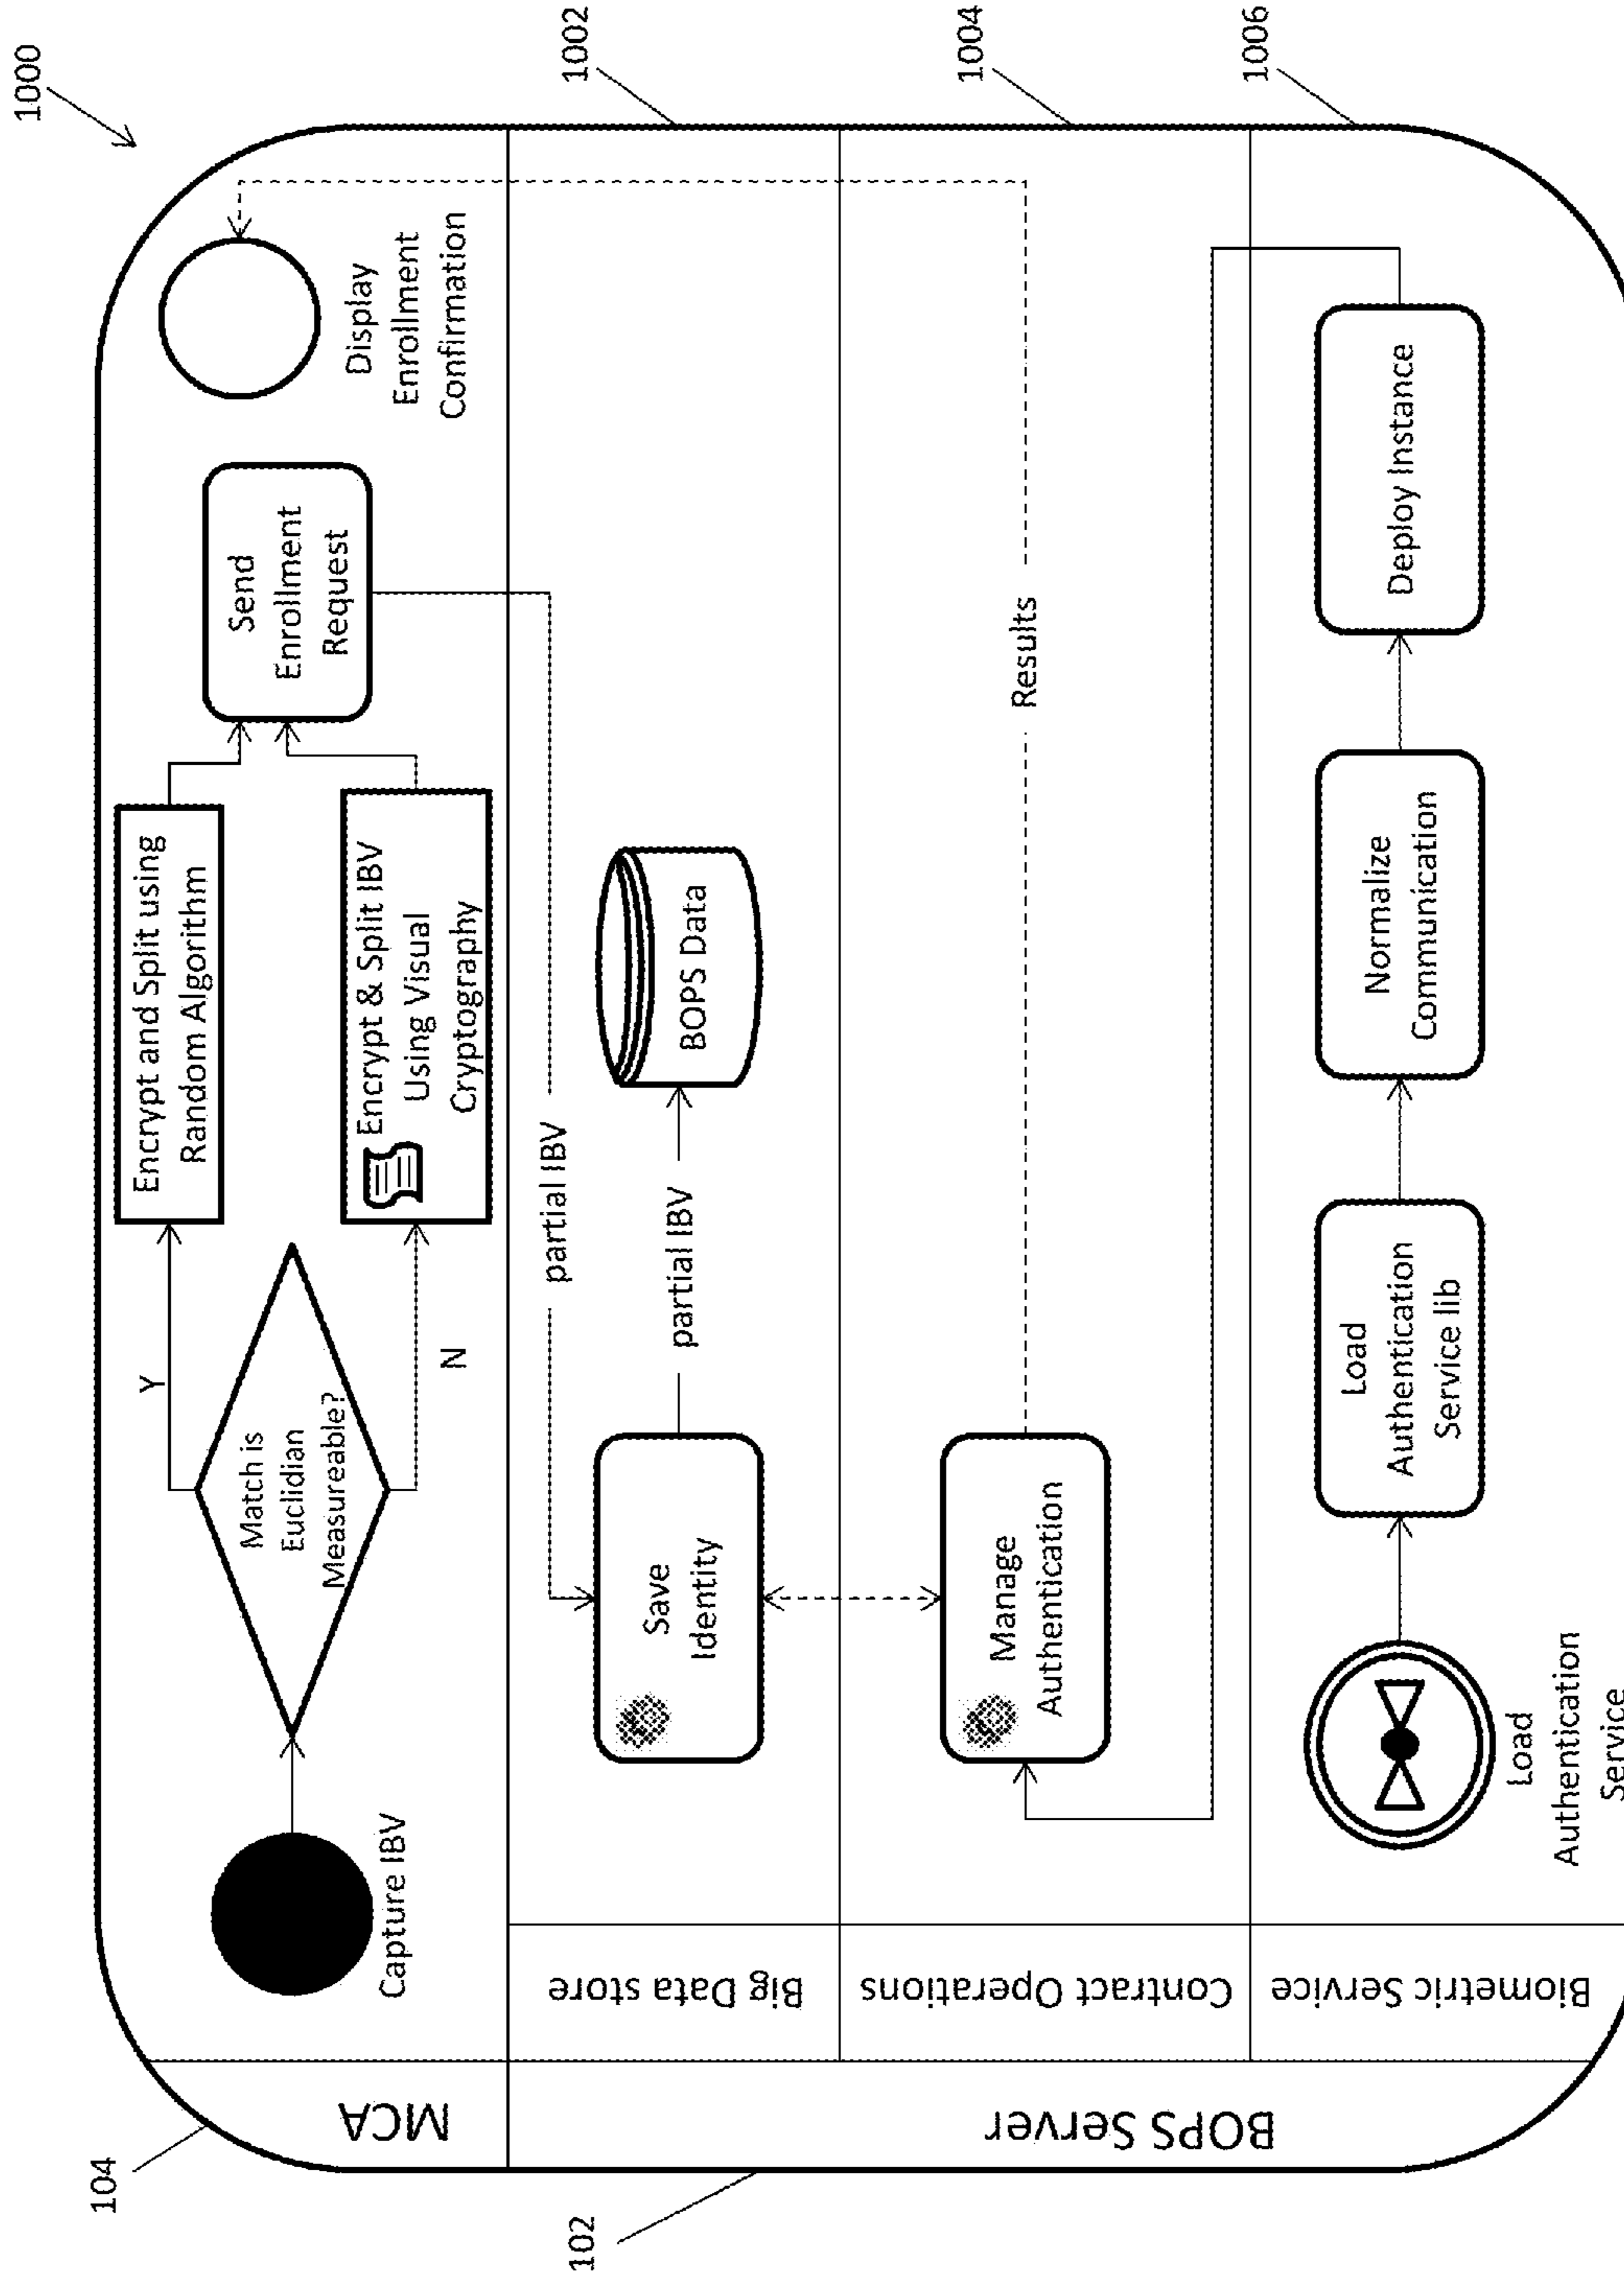 1000
104
MCA
Capture IBV
Match is
Euclidian
Measureable?
Y
N
Encrypt and Split using
Random Algorithm
Encrypt & Split IBV
Using Visual
Cryptography
Send
Enrollment
Request
Display
Enrollment
Confirmation
102
BOPS Server
Big Data store
1002
partial IBV
Save
Identity
partial IBV
BOPS Data
Contract Operations
1004
Manage
Authentication
Results
Biometric Service
1006
Load
Authentication
Service
Load
Authentication
Service lib
Normalize
Communication
Deploy Instance